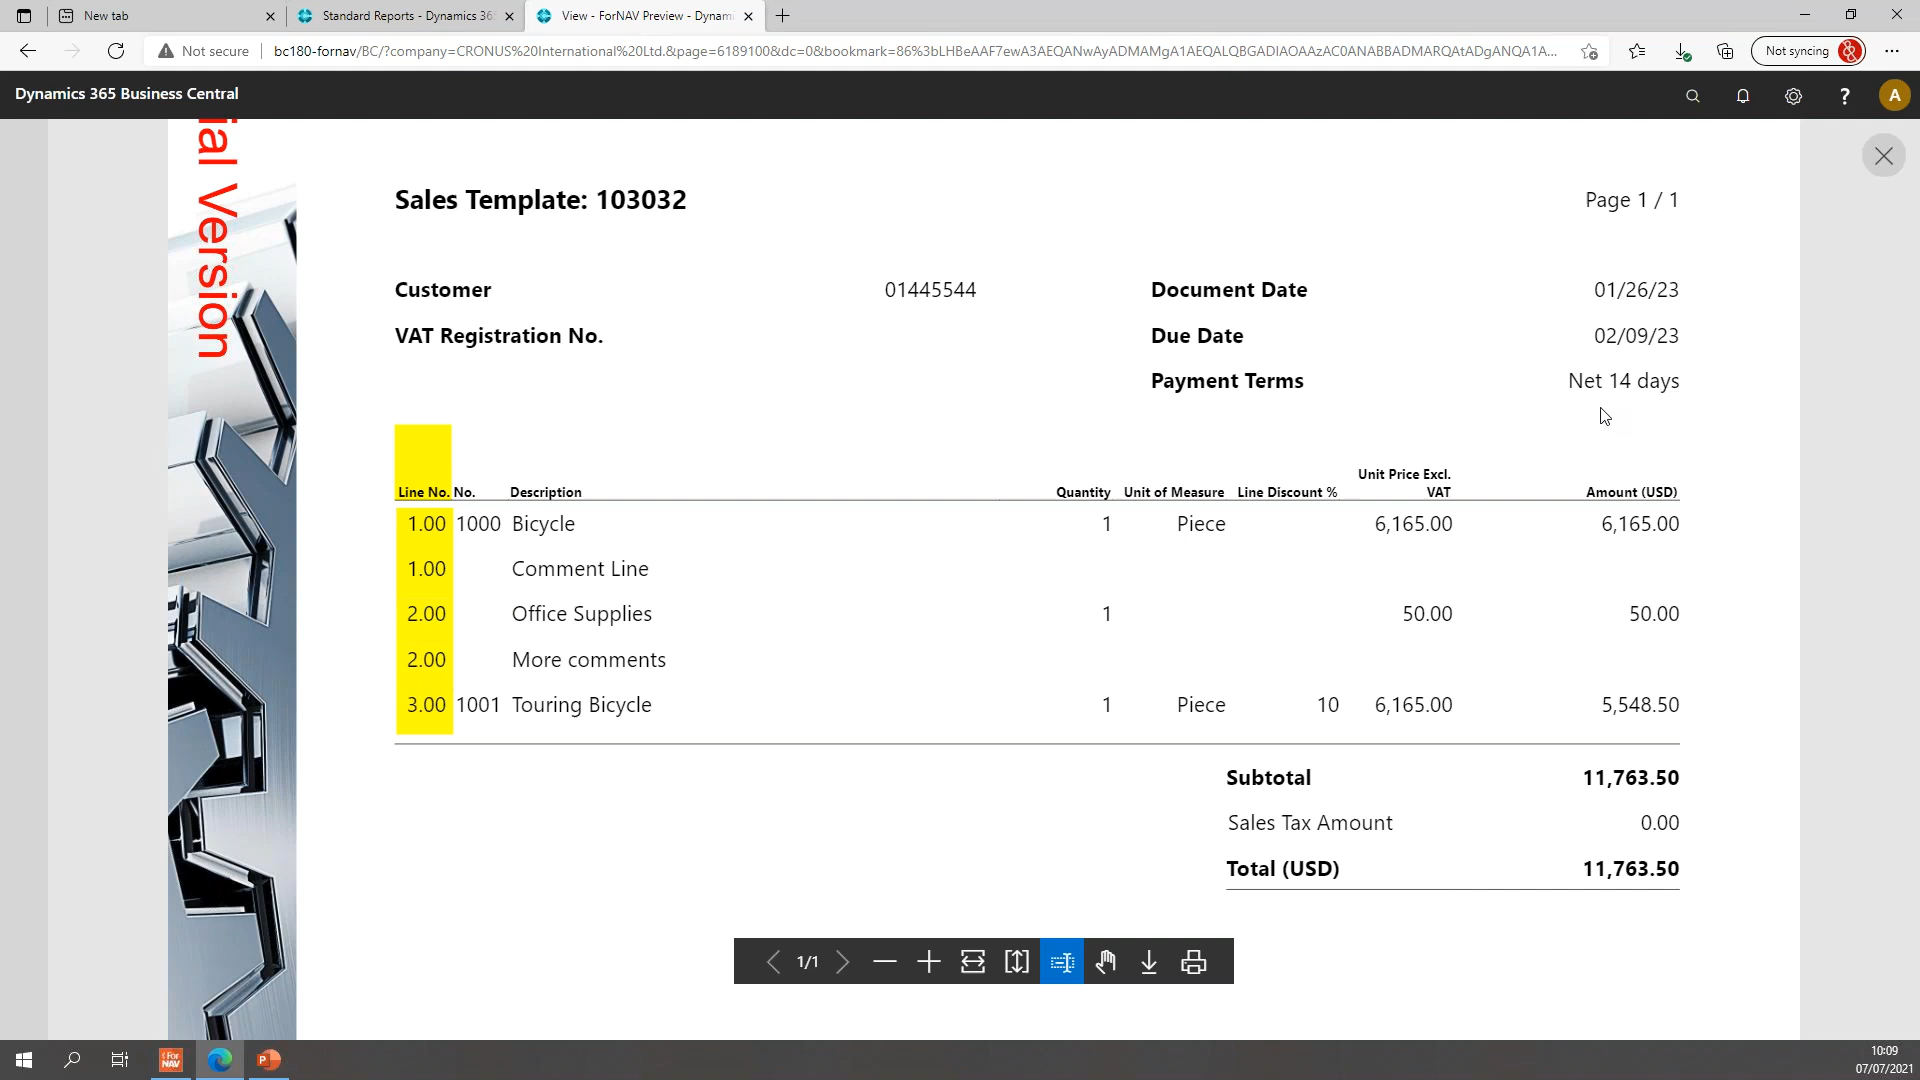 New tab
Standard Reports - Dynamics 36
View - ForNAV Preview - Dynam
Not secure
bc180-fornav/BC/?company=CRONUS%20International%20Ltd.&page=6189100&dc=0&bookmark=86%3bLHBeAAF7ewA3AEQANwAyADMAMgA1AEQALQBGADIAOAAzAC0ANABBADMARQAtADgANQA1A...
Not syncing
Dynamics 365 Business Central
?
A
ial Version
Sales Template: 103032
Page 1 / 1
Customer 01445544 Document Date 01/26/23
VAT Registration No. Due Date 02/09/23
Payment Terms Net 14 days
Unit Price Excl.
Line No. No. Description Quantity Unit of Measure Line Discount % VAT Amount (USD)
1.00 1000 Bicycle 1 Piece 6,165.00 6,165.00
1.00 Comment Line
2.00 Office Supplies 1 50.00 50.00
2.00 More comments
3.00 1001 Touring Bicycle 1 Piece 10 6,165.00 5,548.50
Subtotal 11,763.50
Sales Tax Amount 0.00
Total (USD) 11,763.50
1/1
For NAV
P
10:09
07/07/2021